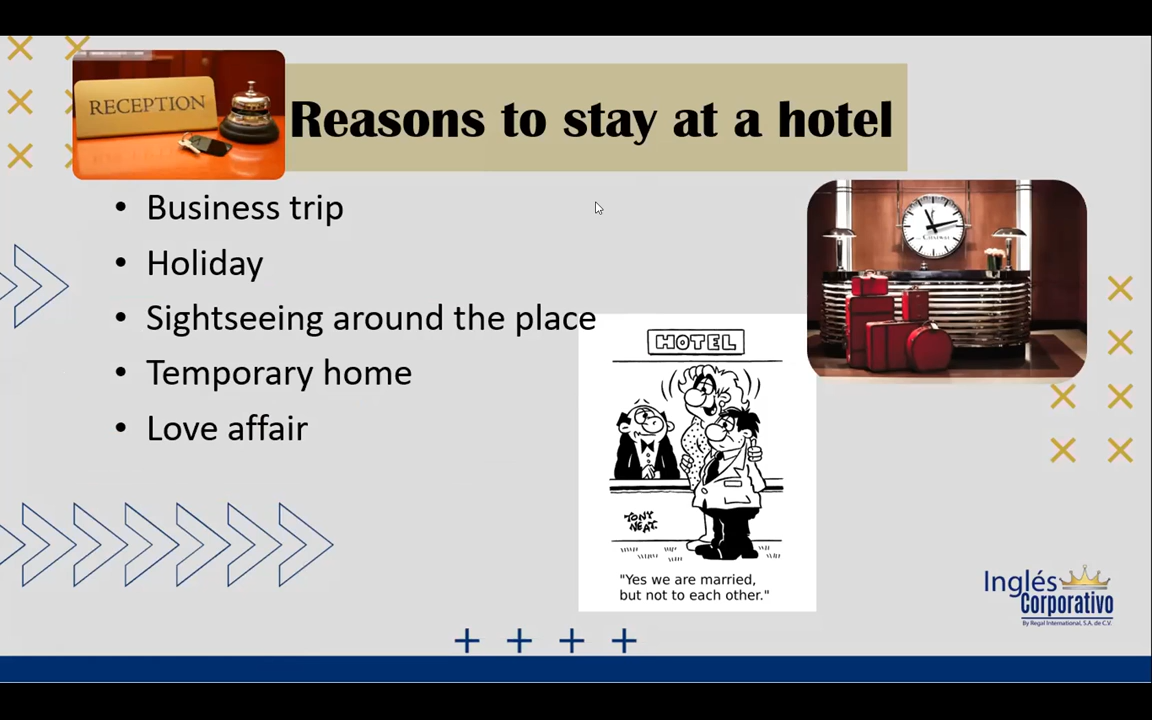 RECEPTION
Reasons to stay at a hotel
• Business trip
• Holiday
• Sightseeing around the place
• Temporary home
• Love affair
HOTEL
TONY
NEAT.
"Yes we are married,
but not to each other."
Inglés
Corporativo
By Regal International, S.A. de C.V.